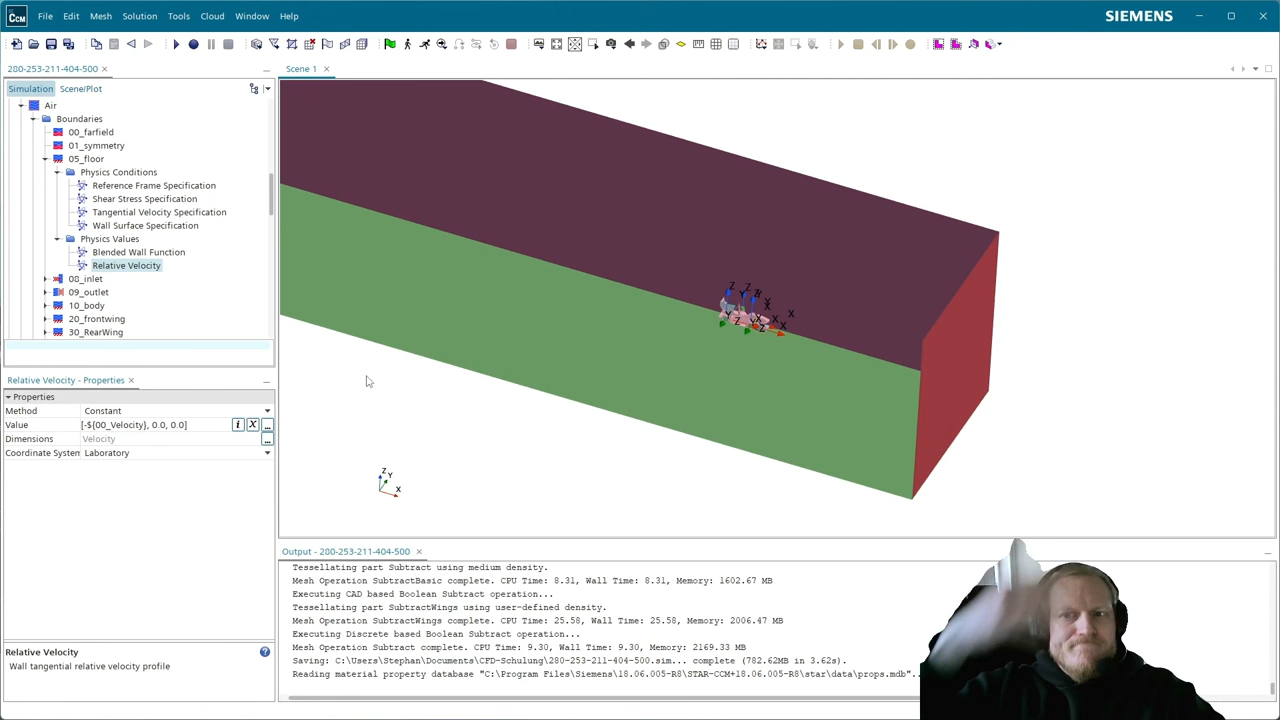 CCM File Edit Mesh Solution Tools Cloud Window Help SIEMENS
280-253-211-404-500
Scene 1
Simulation Scene/Plot
Air
Boundaries
00_farfield
01_symmetry
05_floor
Physics Conditions
Reference Frame Specification
Shear Stress Specification
Tangential Velocity Specification
Wall Surface Specification
Physics Values
Blended Wall Function
Relative Velocity
08_inlet
09_outlet
10_body
20_frontwing
30_RearWing
Relative Velocity - Properties
Properties
Method Constant
Value [-${00_Velocity}, 0.0, 0.0]
Dimensions Velocity
Coordinate System Laboratory
Relative Velocity
Wall tangential relative velocity profile
Z Y
X
Output - 280-253-211-404-500
Tessellating part Subtract using medium density.
Mesh Operation SubtractBasic complete. CPU Time: 8.31, Wall Time: 8.31, Memory: 1602.67 MB
Executing CAD based Boolean Subtract operation...
Tessellating part SubtractWings using user-defined density.
Mesh Operation SubtractWings complete. CPU Time: 25.58, Wall Time: 25.58, Memory: 2006.47 MB
Executing Discrete based Boolean Subtract operation...
Mesh Operation Subtract complete. CPU Time: 9.30, Wall Time: 9.30, Memory: 2169.33 MB
Saving: C:\Users\Stephan\Documents\CFD-Schulung\280-253-211-404-500.sim... complete (782.62MB in 3.62s).
Reading material property database "C:\Program Files\Siemens\18.06.005-R8\STAR-CCM+18.06.005-R8\star\data\props.mdb"..